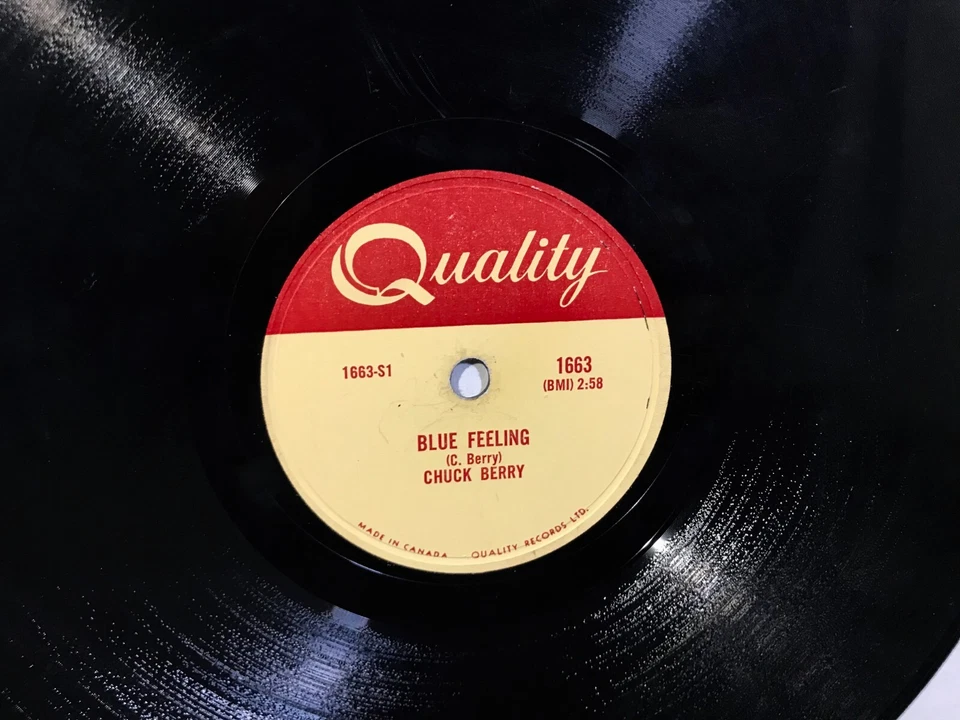 Quality
1663-S1
1663
(BMI) 2:58
BLUE FEELING
(C. Berry)
CHUCK BERRY
MADE IN CANADA QUALITY RECORDS LTD.